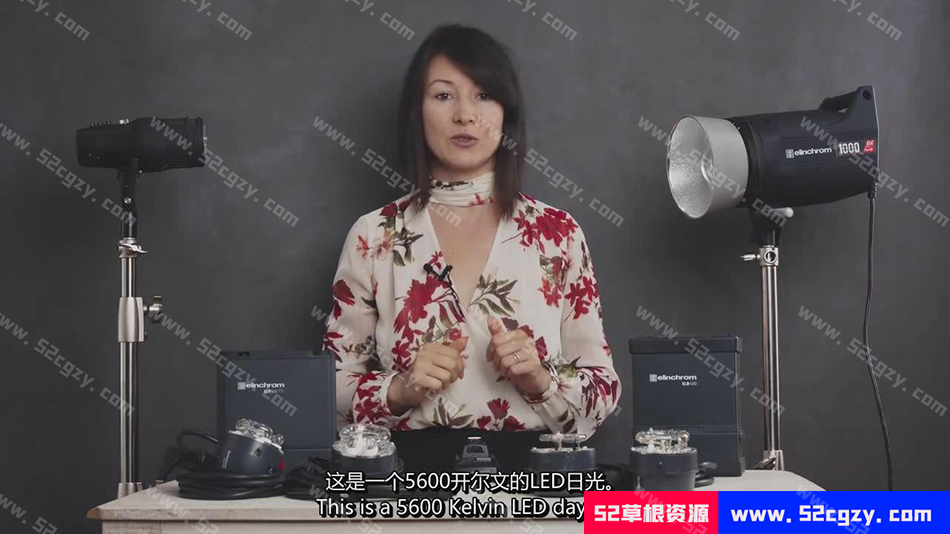 elinchrom
1000
ELC
elinchrom
elinchrom
这是一个5600开尔文的LED日光。
This is a 5600 Kelvin LED day
52草根资源
www.52cgzy.com
www.52cgzy.com